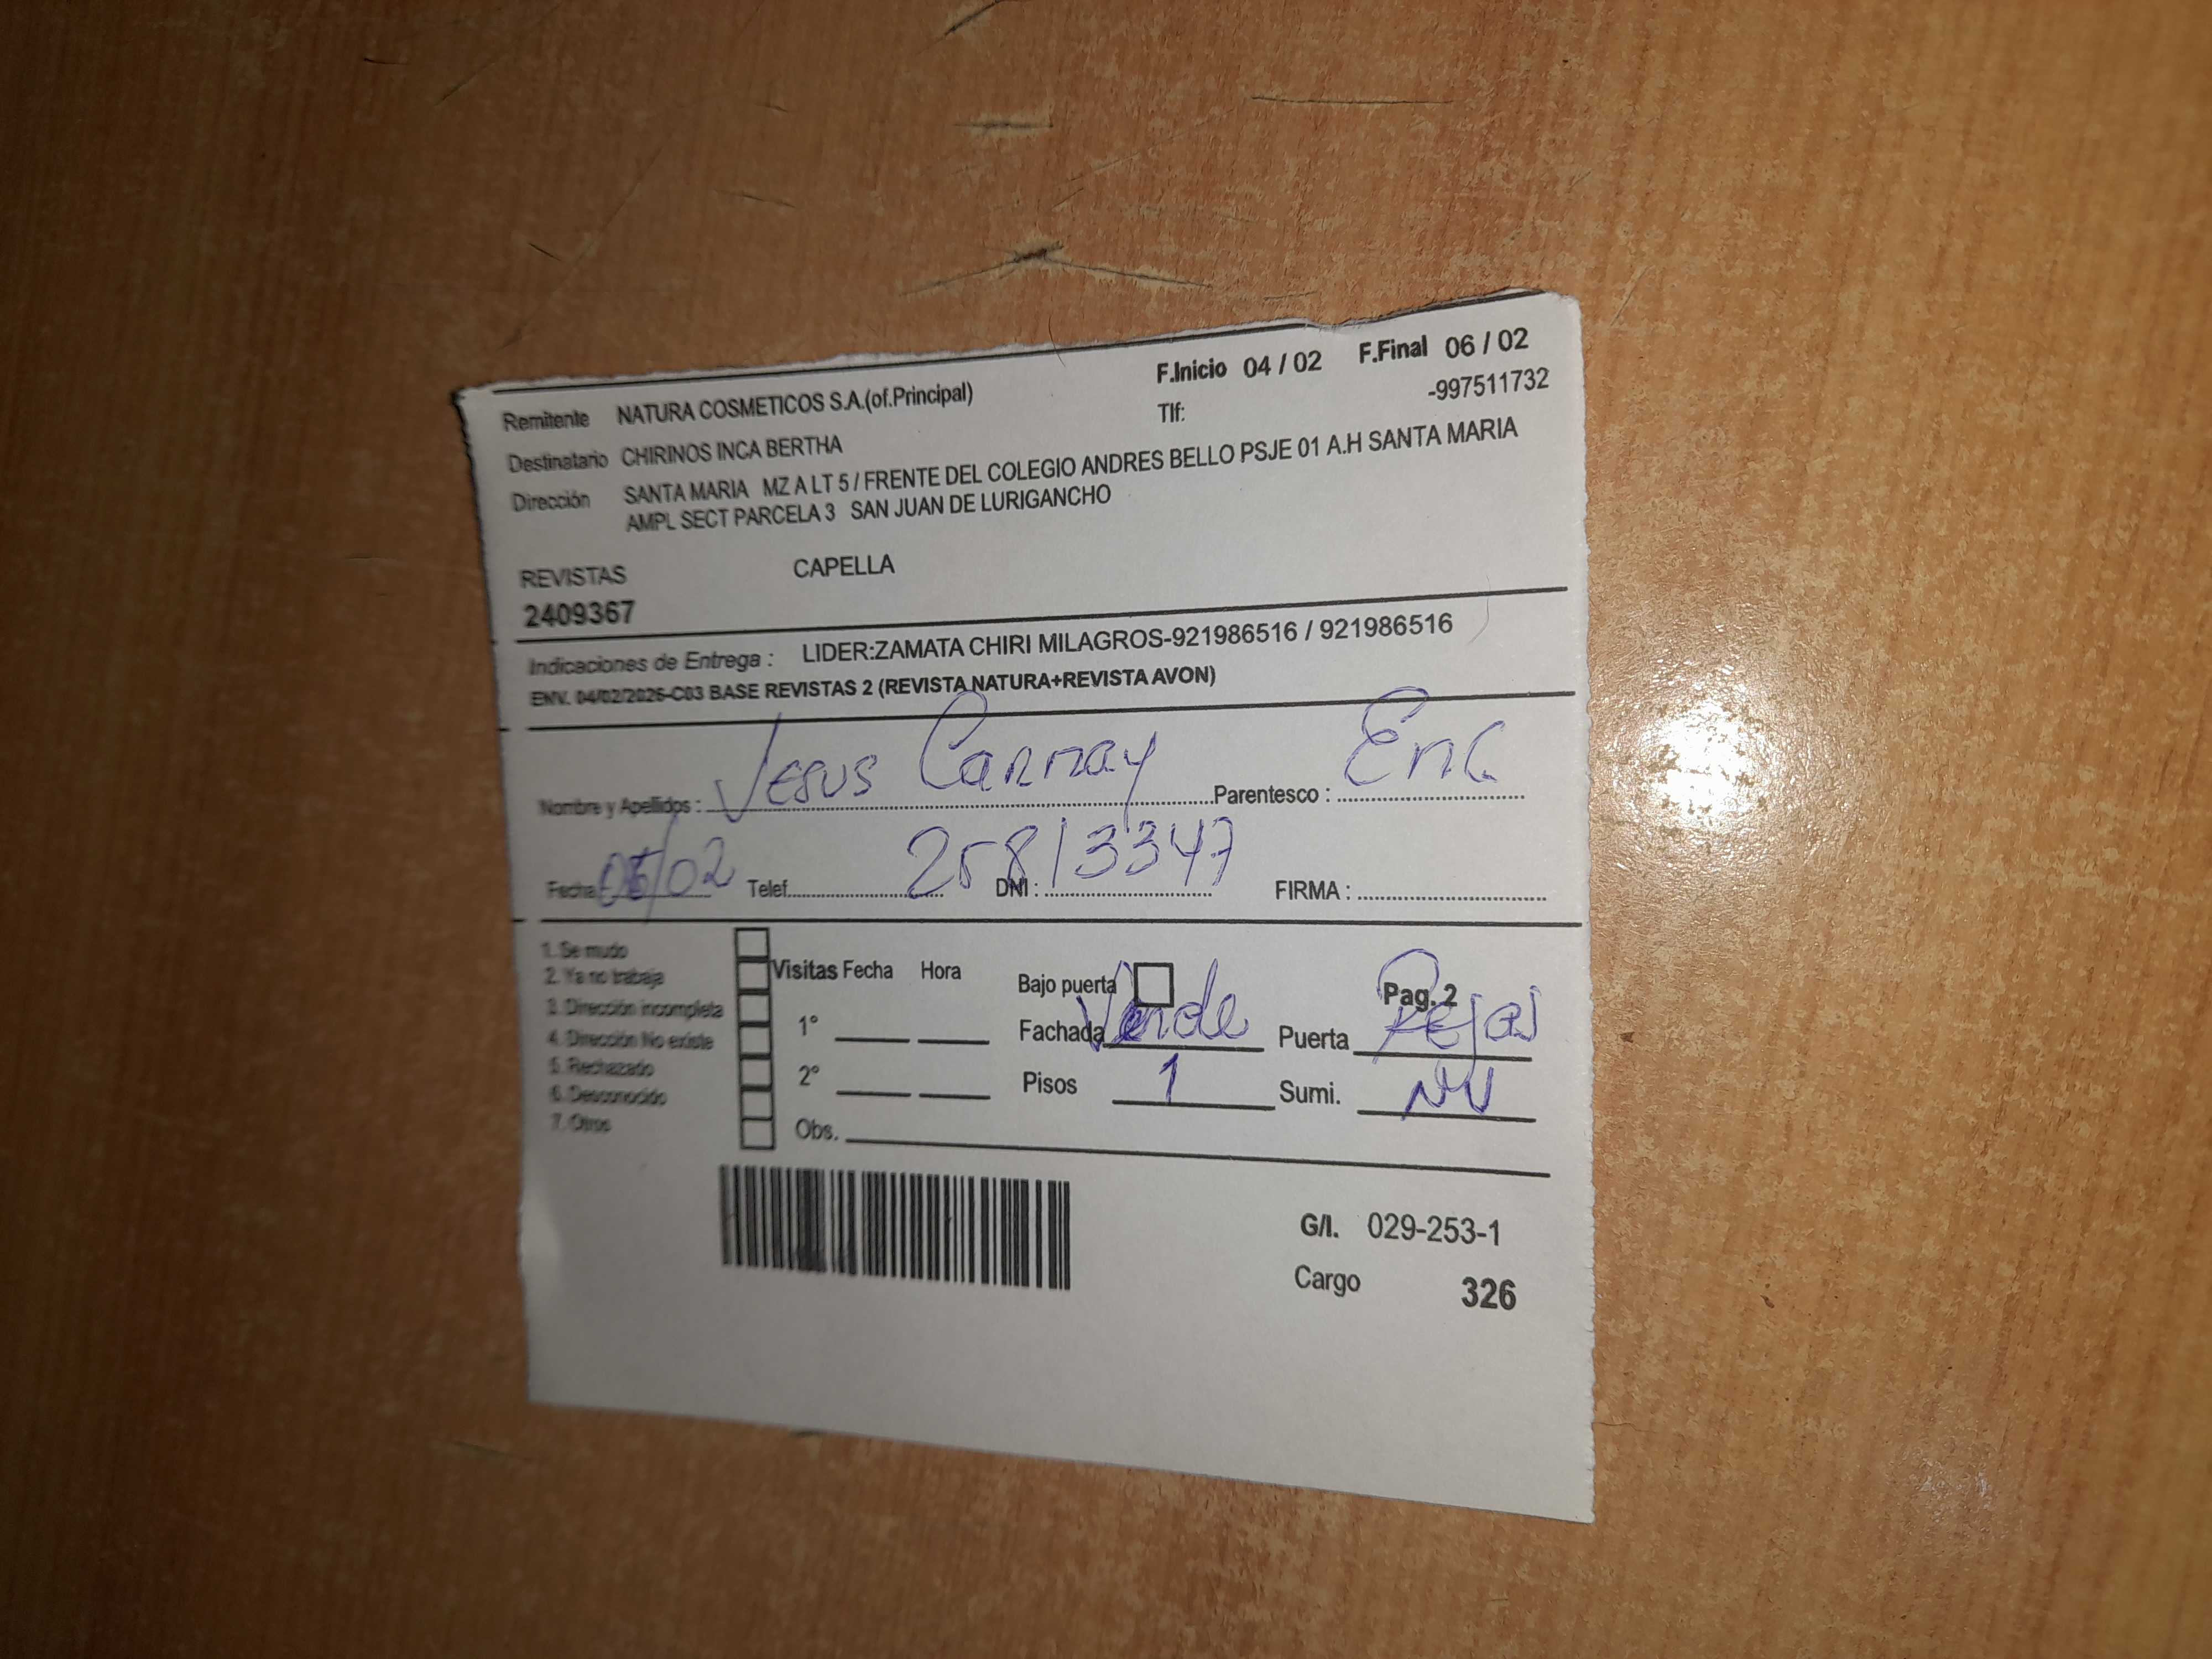 F.Inicio 04 / 02 F.Final 06 / 02
Remitente NATURA COSMETICOS S.A.(of.Principal) Tlf: -997511732
Destinatario CHIRINOS INCA BERTHA
Dirección SANTA MARIA MZ A LT 5 / FRENTE DEL COLEGIO ANDRES BELLO PSJE 01 A.H SANTA MARIA
AMPL SECT PARCELA 3 SAN JUAN DE LURIGANCHO
REVISTAS CAPELLA
2409367
Indicaciones de Entrega : LIDER:ZAMATA CHIRI MILAGROS-921986516 / 921986516
ENV. 04/02/2025-C03 BASE REVISTAS 2 (REVISTA NATURA+REVISTA AVON)
Nombre y Apellidos : Jesus Parentesco : Enc
Fecha /02 Telef. DNI : 25813347 FIRMA :
1. Se mudo
2. Ya no trabaja
3. Dirección incompleta
4. Dirección No existe
5. Rechazado
6. Desconocido
7. Otros
Visitas Fecha Hora
1°
2°
Obs.
Bajo puerta Pag. 2
Fachada Verde Puerta Rejas
Pisos 1 Sumi. NV
G/I. 029-253-1
Cargo 326